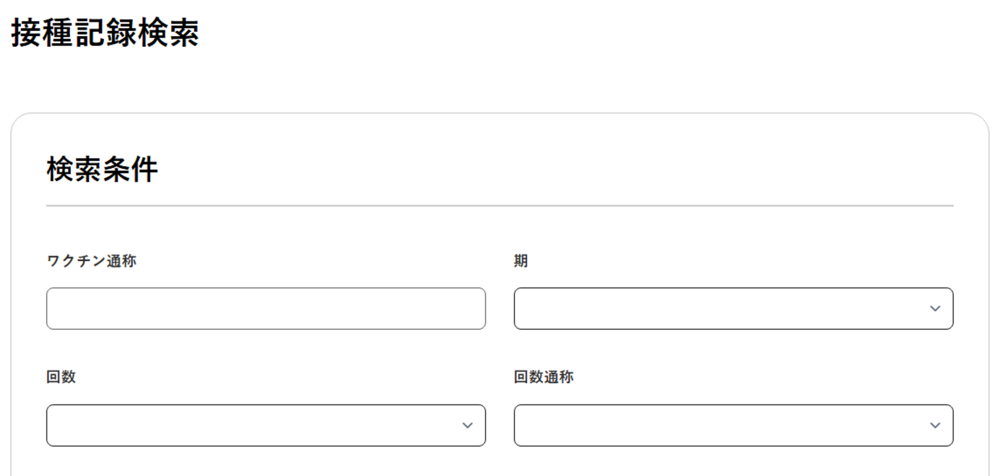 接種記録検索
検索条件
ワクチン通称
期
回数
回数通称